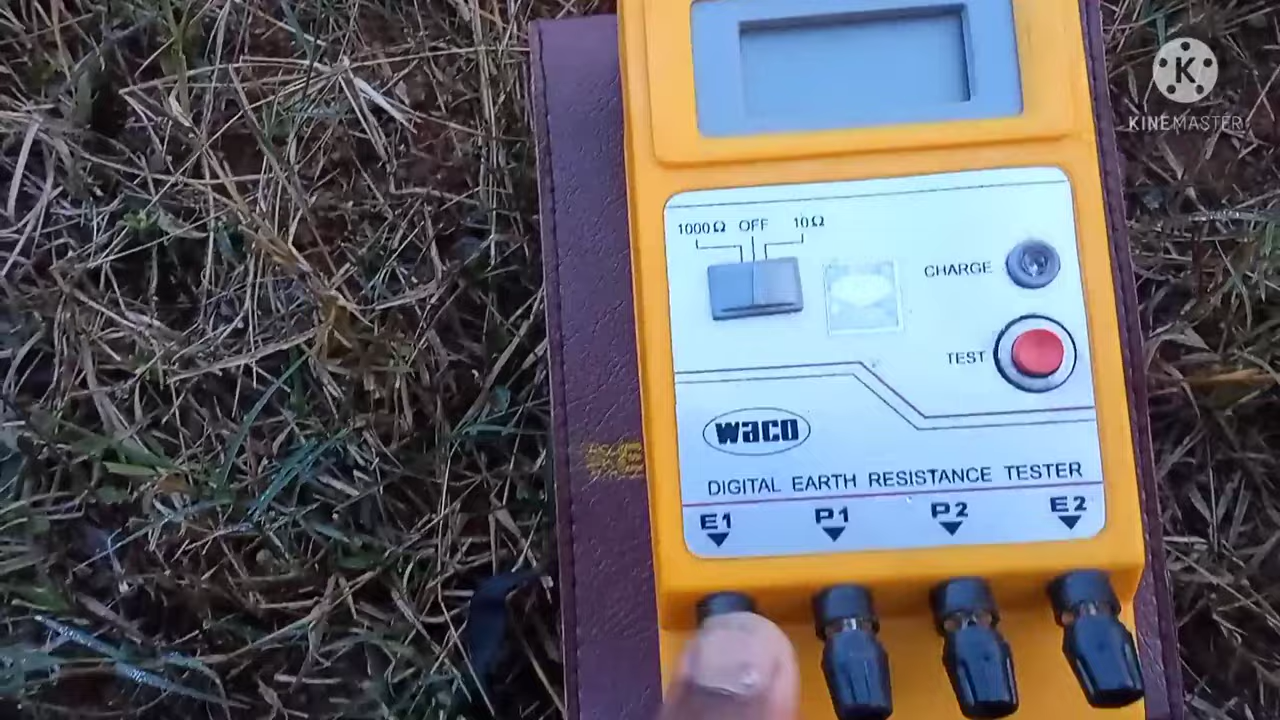 K
KINEMASTER
1000Ω OFF 10Ω
CHARGE
TEST
waco
DIGITAL EARTH RESISTANCE TESTER
E1 P1 P2 E2